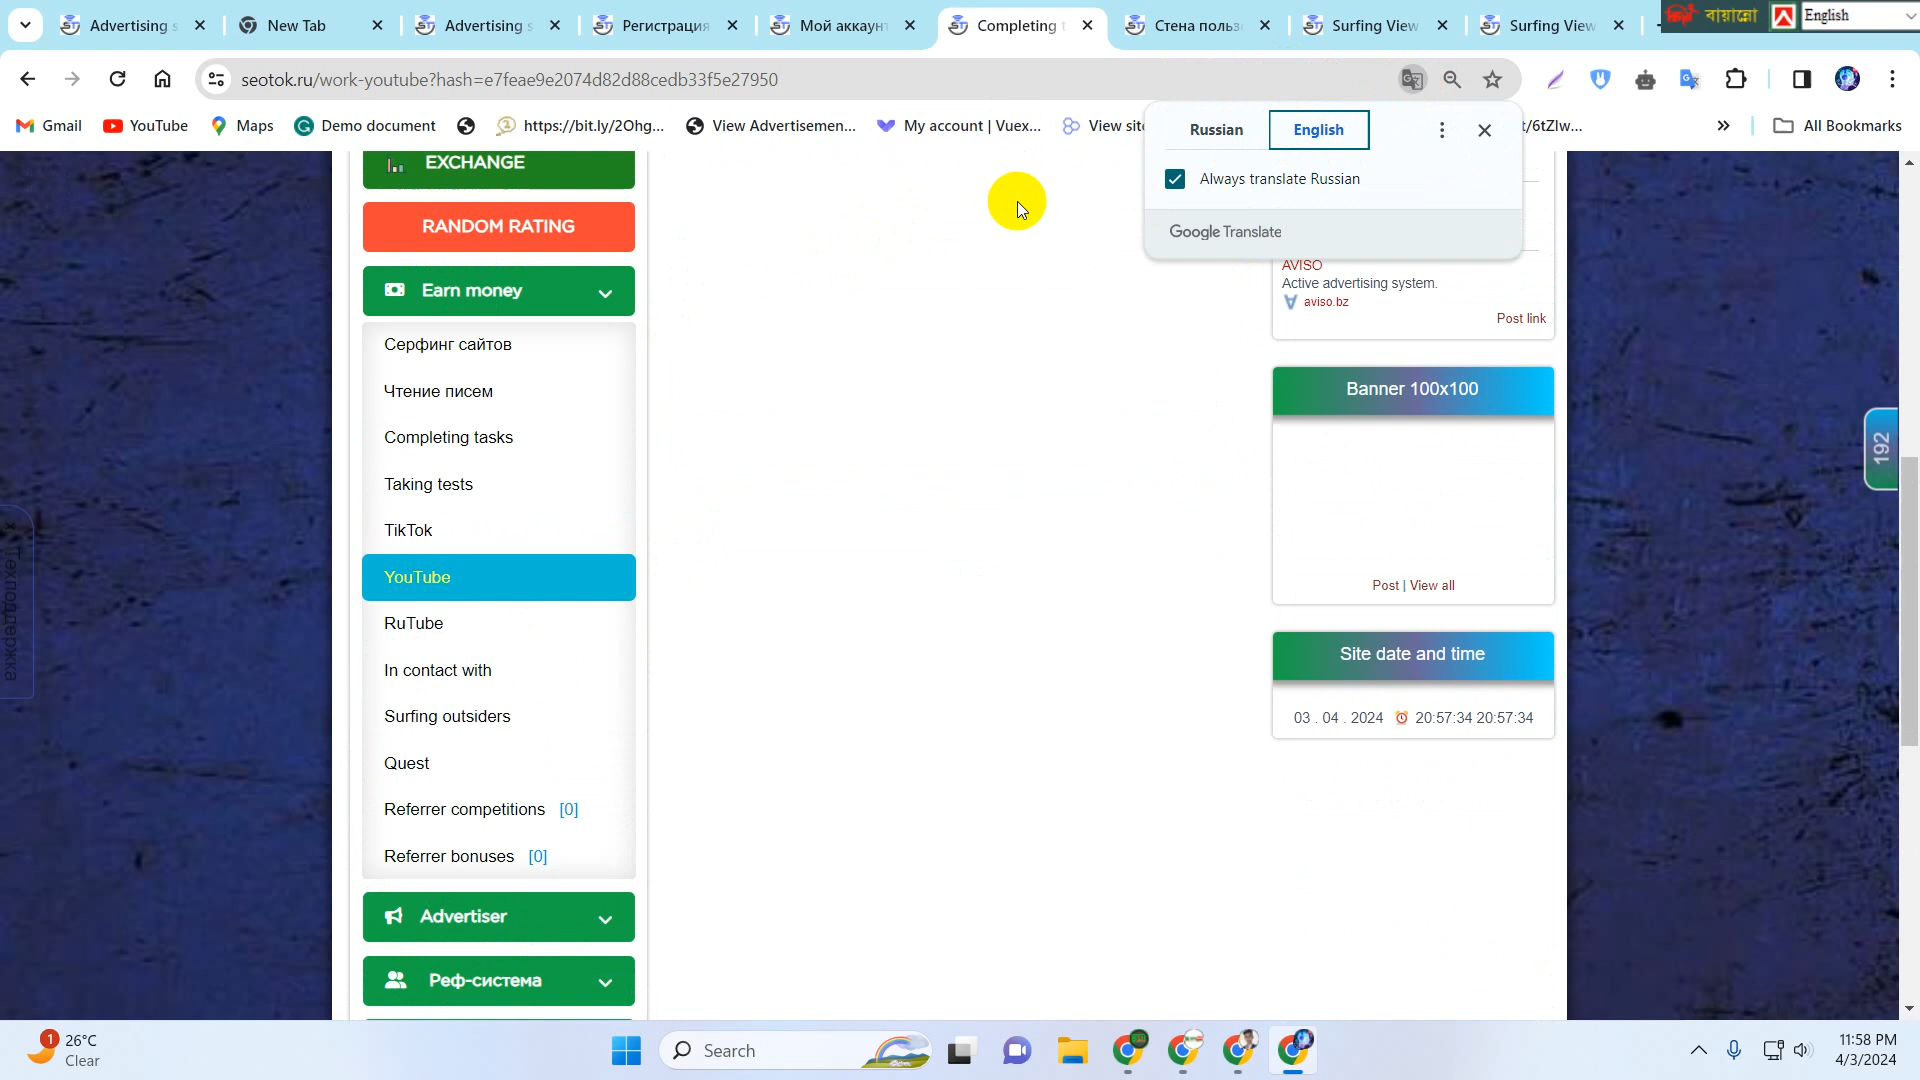 Advertising s
New Tab
Advertising s
Регистрация
Мой аккаун
Completing t
Стена польз
Surfing View
Surfing View
বায়ান্নো
English
seotok.ru/work-youtube?hash=e7feae9e2074d82d88cedb33f5e27950
Gmail
YouTube
Maps
Demo document
https://bit.ly/2Ohg...
View Advertisemen...
My account | Vuex...
View site
t/6tZlw...
All Bookmarks
Russian
English
Always translate Russian
Google Translate
EXCHANGE
RANDOM RATING
Earn money
Серфинг сайтов
Чтение писем
Completing tasks
Taking tests
TikTok
YouTube
RuTube
In contact with
Surfing outsiders
Quest
Referrer competitions [0]
Referrer bonuses [0]
Advertiser
Реф-система
AVISO
Active advertising system.
aviso.bz
Post link
Banner 100x100
Post | View all
Site date and time
03 . 04 . 2024 20:57:34 20:57:34
192
Техподдержка
1
26°C
Clear
Search
11:58 PM
4/3/2024